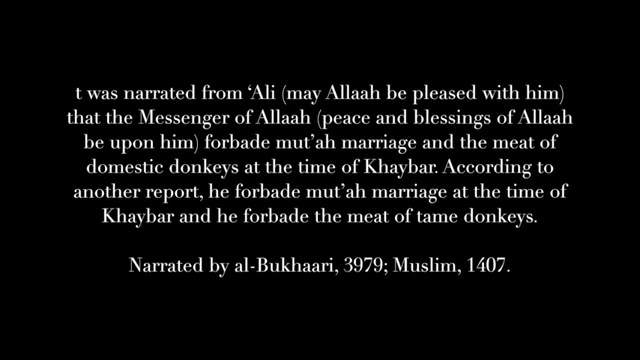 t was narrated from ‘Ali (may Allaah be pleased with him)
that the Messenger of Allaah (peace and blessings of Allaah
be upon him) forbade mut’ah marriage and the meat of
domestic donkeys at the time of Khaybar. According to
another report, he forbade mut’ah marriage at the time of
Khaybar and he forbade the meat of tame donkeys.
Narrated by al-Bukhaari, 3979; Muslim, 1407.